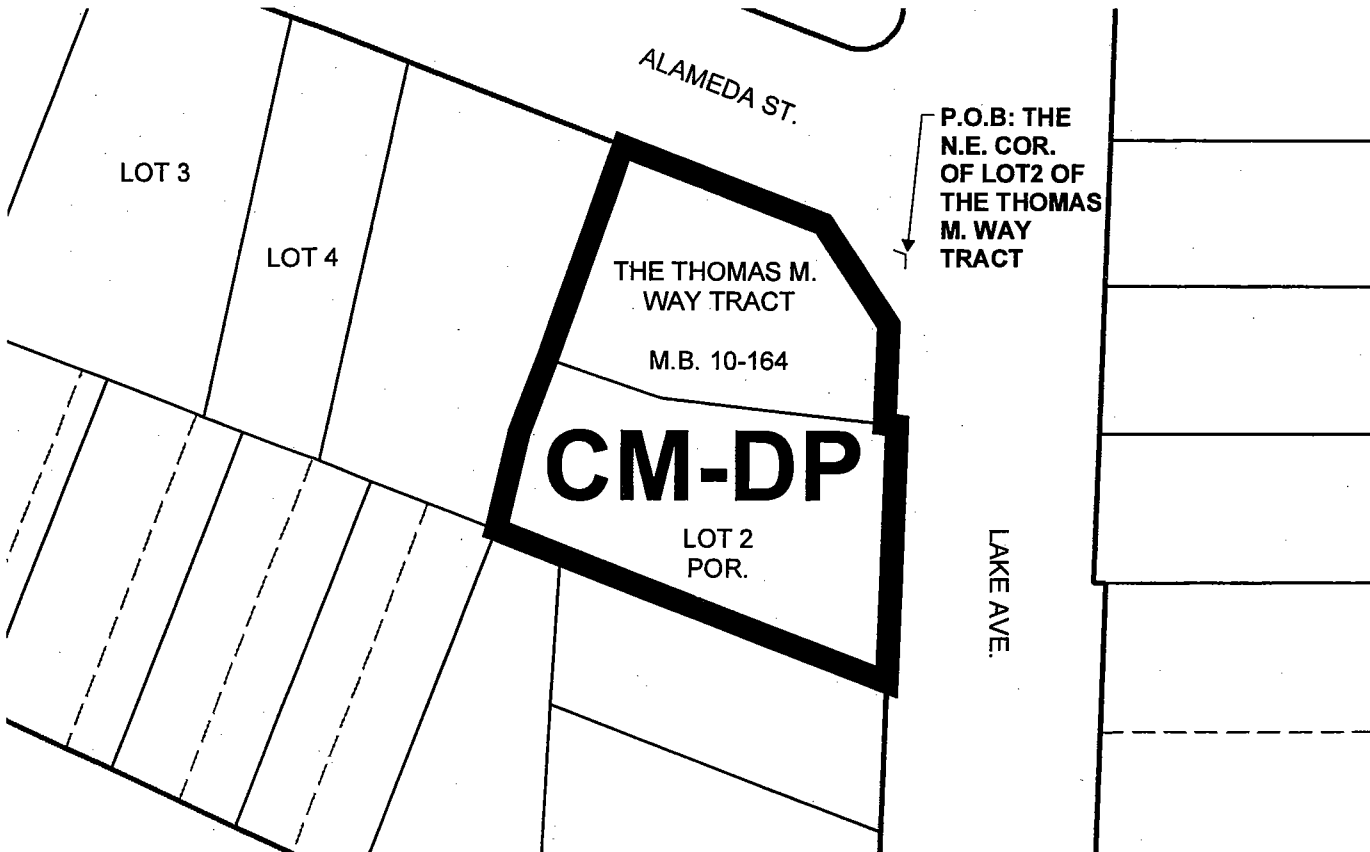 ALAMEDA ST.
P.O.B: THE
N.E. COR.
OF LOT2 OF
THE THOMAS
M. WAY
TRACT
LOT 3
LOT 4
THE THOMAS M.
WAY TRACT
M.B. 10-164
CM-DP
LOT 2
POR.
LAKE AVE.